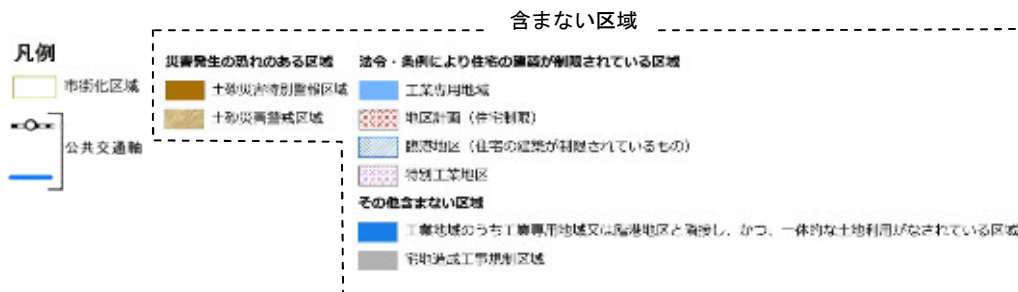 含まない区域
凡例
市街化区域
公共交通軸
災害発生の恐れのある区域
土砂災害特別警報区域
土砂災害警戒区域
法令・条例により住宅の建築が制限されている区域
工業専用地域
地区計画(住宅制限)
臨港地区(住宅の建築が制限されているもの)
特別工業地区
その他含まない区域
工業地域のうち工業専用地域又は臨港地区と隣接し、かつ、一体的な土地利用がなされている区域
宅地造成工事規制区域